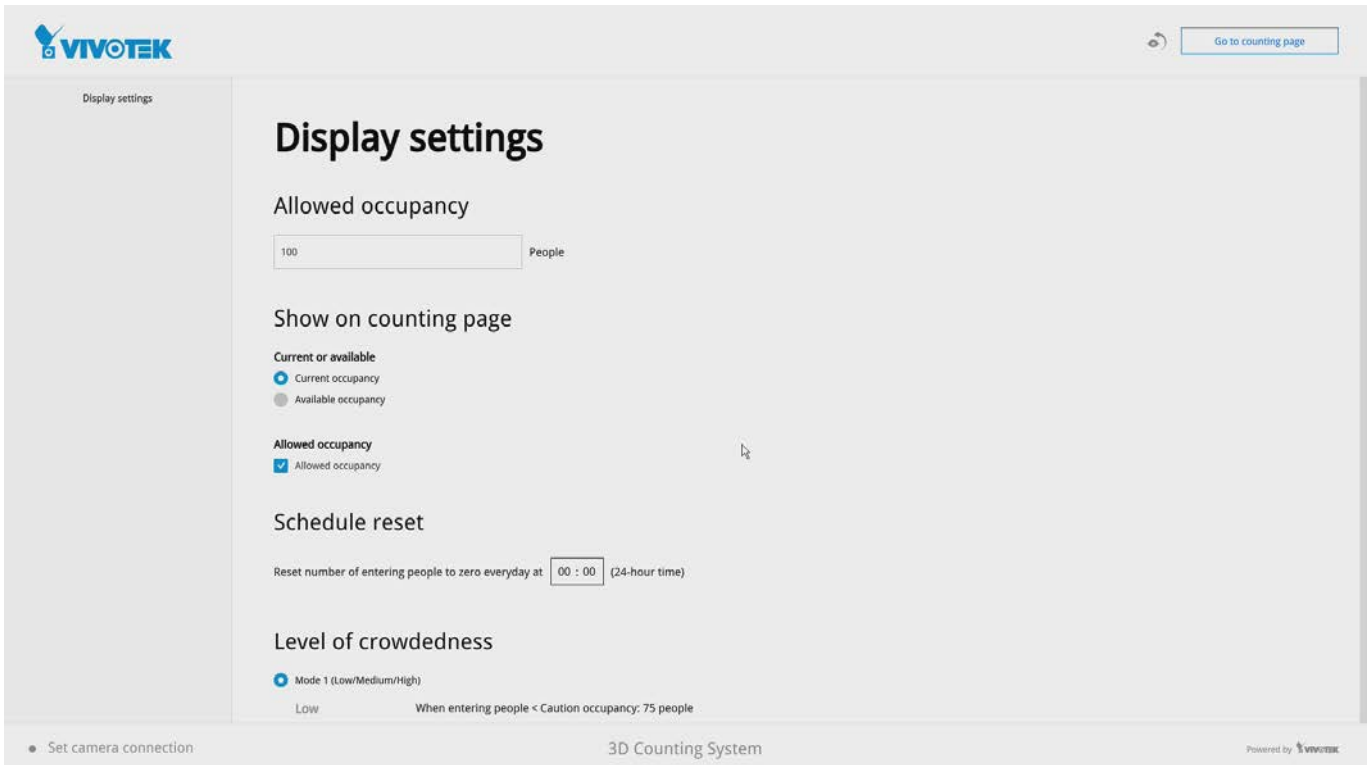 VIVOTEK
Go to counting page
Display settings
Display settings
Allowed occupancy
100 People
Show on counting page
Current or available
Current occupancy
Available occupancy
Allowed occupancy
Allowed occupancy
Schedule reset
Reset number of entering people to zero everyday at 00 : 00 (24-hour time)
Level of crowdedness
Mode 1 (Low/Medium/High)
Low When entering people < Caution occupancy: 75 people
Set camera connection
3D Counting System
Powered by VIVOTEK